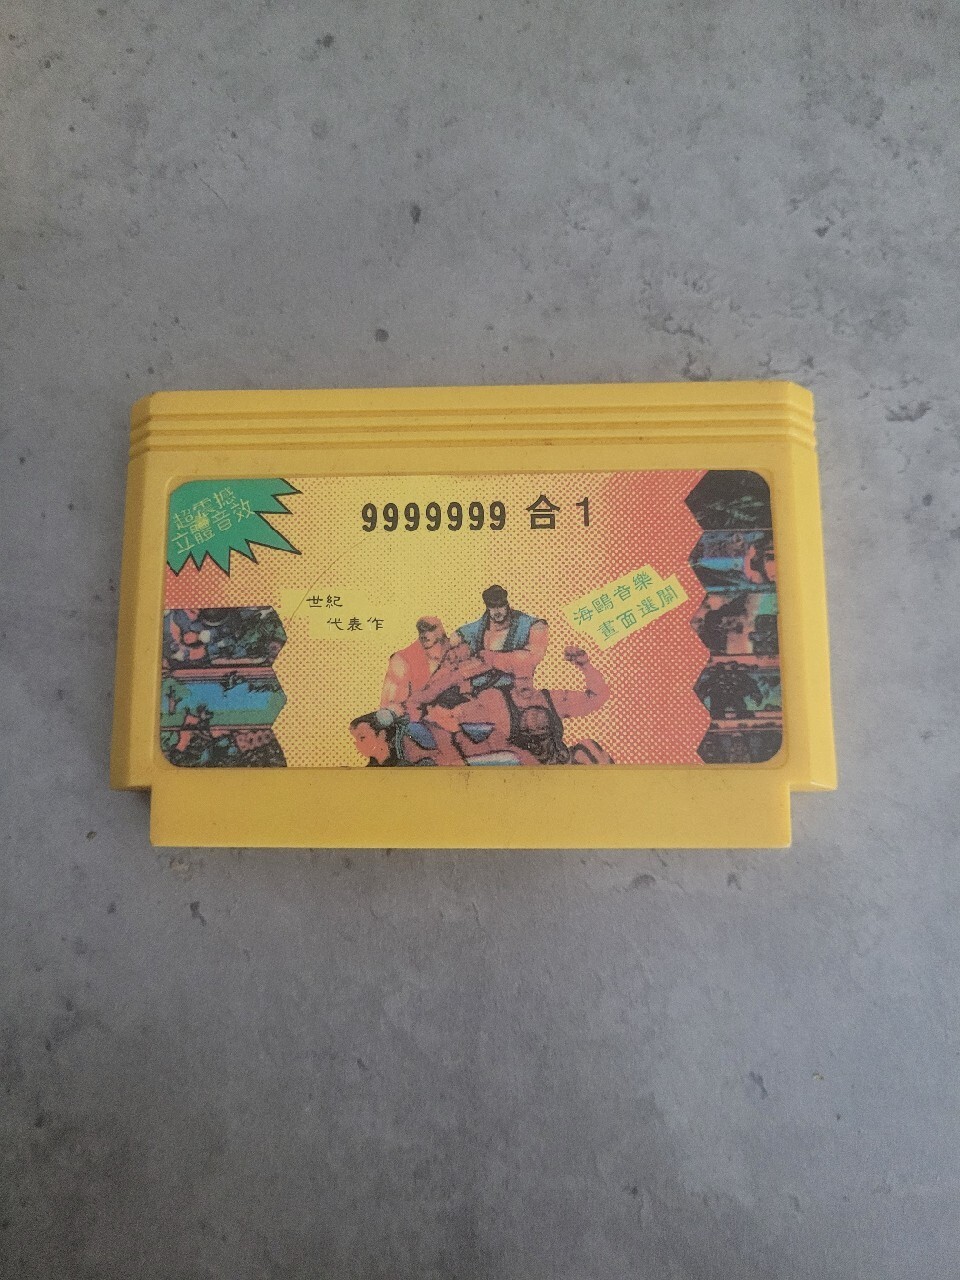 超震撼
立體音效
9999999 合 1
世紀
代表作
海鷗音樂
畫面選關